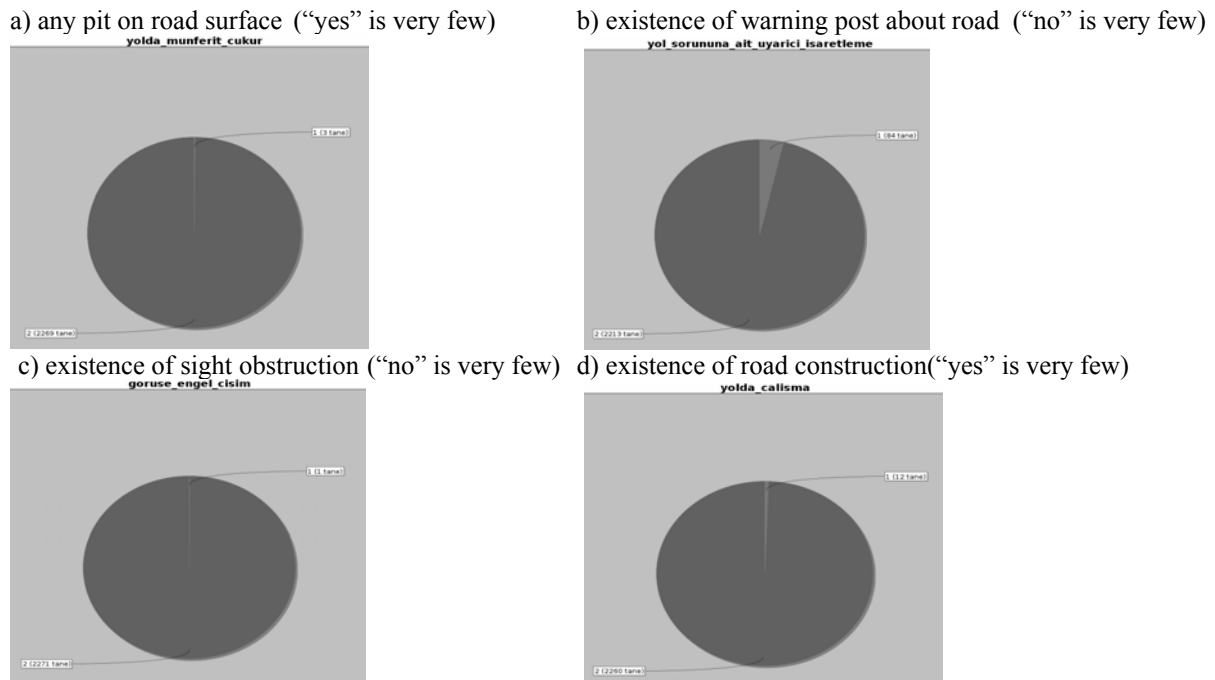 a) any pit on road surface (“yes” is very few)
yolda_munferit_cukur
1 (3 tane)
2 (2269 tane)
b) existence of warning post about road (“no” is very few)
yol_sorununa_ait_uyarici_isaretleme
1 (84 tane)
2 (2213 tane)
c) existence of sight obstruction (“no” is very few)
goruse_engel_cisim
1 (1 tane)
2 (2271 tane)
d) existence of road construction(“yes” is very few)
yolda_calisma
1 (12 tane)
2 (2260 tane)